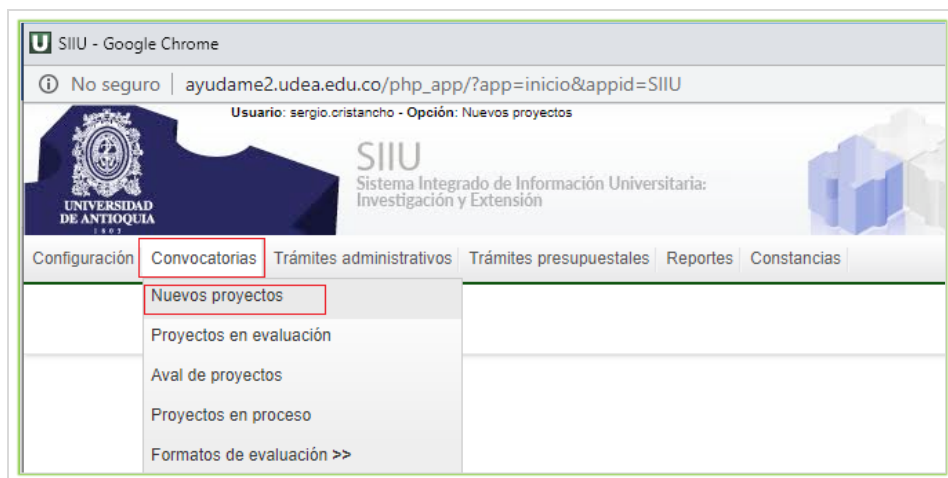 SIIU - Google Chrome
No seguro | ayudame2.udea.edu.co/php_app/?app=inicio&appid=SIIU
Usuario: sergio.cristancho - Opción: Nuevos proyectos
SIIU
Sistema Integrado de Información Universitaria:
Investigación y Extensión
UNIVERSIDAD
DE ANTIOQUIA
1803
Configuración Convocatorias Trámites administrativos Trámites presupuestales Reportes Constancias
Nuevos proyectos
Proyectos en evaluación
Aval de proyectos
Proyectos en proceso
Formatos de evaluación >>